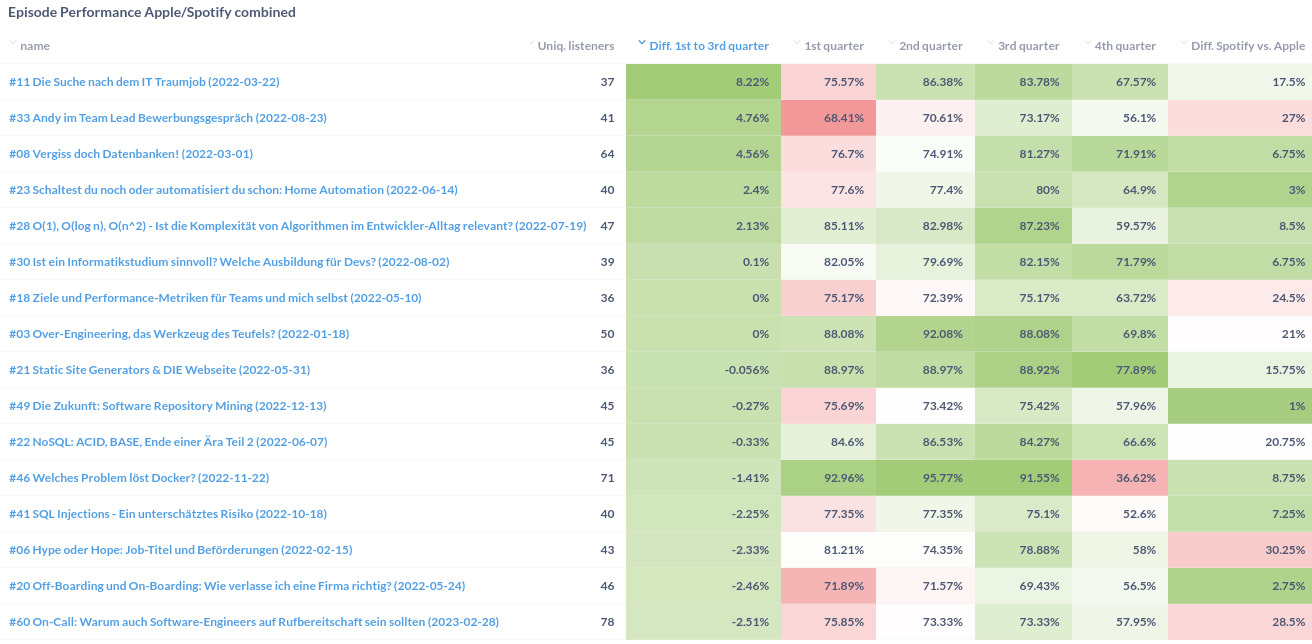 Episode Performance Apple/Spotify combined
name Uniq. listeners Diff. 1st to 3rd quarter 1st quarter 2nd quarter 3rd quarter 4th quarter Diff. Spotify vs. Apple
#11 Die Suche nach dem IT Traumjob (2022-03-22) 37 8.22% 75.57% 86.38% 83.78% 67.57% 17.5%
#33 Andy im Team Lead Bewerbungsgespräch (2022-08-23) 41 4.76% 68.41% 70.61% 73.17% 56.1% 27%
#08 Vergiss doch Datenbanken! (2022-03-01) 64 4.56% 76.7% 74.91% 81.27% 71.91% 6.75%
#23 Schaltest du noch oder automatisiert du schon: Home Automation (2022-06-14) 40 2.4% 77.6% 77.4% 80% 64.9% 3%
#28 O(1), O(log n), O(n^2) - Ist die Komplexität von Algorithmen im Entwickler-Alltag relevant? (2022-07-19) 47 2.13% 85.11% 82.98% 87.23% 59.57% 8.5%
#30 Ist ein Informatikstudium sinnvoll? Welche Ausbildung für Devs? (2022-08-02) 39 0.1% 82.05% 79.69% 82.15% 71.79% 6.75%
#18 Ziele und Performance-Metriken für Teams und mich selbst (2022-05-10) 36 0% 75.17% 72.39% 75.17% 63.72% 24.5%
#03 Over-Engineering, das Werkzeug des Teufels? (2022-01-18) 50 0% 88.08% 92.08% 88.08% 69.8% 21%
#21 Static Site Generators & DIE Webseite (2022-05-31) 36 -0.056% 88.97% 88.97% 88.92% 77.89% 15.75%
#49 Die Zukunft: Software Repository Mining (2022-12-13) 45 -0.27% 75.69% 73.42% 75.42% 57.96% 1%
#22 NoSQL: ACID, BASE, Ende einer Ära Teil 2 (2022-06-07) 45 -0.33% 84.6% 86.53% 84.27% 66.6% 20.75%
#46 Welches Problem löst Docker? (2022-11-22) 71 -1.41% 92.96% 95.77% 91.55% 36.62% 8.75%
#41 SQL Injections - Ein unterschätztes Risiko (2022-10-18) 40 -2.25% 77.35% 77.35% 75.1% 52.6% 7.25%
#06 Hype oder Hope: Job-Titel und Beförderungen (2022-02-15) 43 -2.33% 81.21% 74.35% 78.88% 58% 30.25%
#20 Off-Boarding und On-Boarding: Wie verlasse ich eine Firma richtig? (2022-05-24) 46 -2.46% 71.89% 71.57% 69.43% 56.5% 2.75%
#60 On-Call: Warum auch Software-Engineers auf Rufbereitschaft sein sollten (2023-02-28) 78 -2.51% 75.85% 73.33% 73.33% 57.95% 28.5%